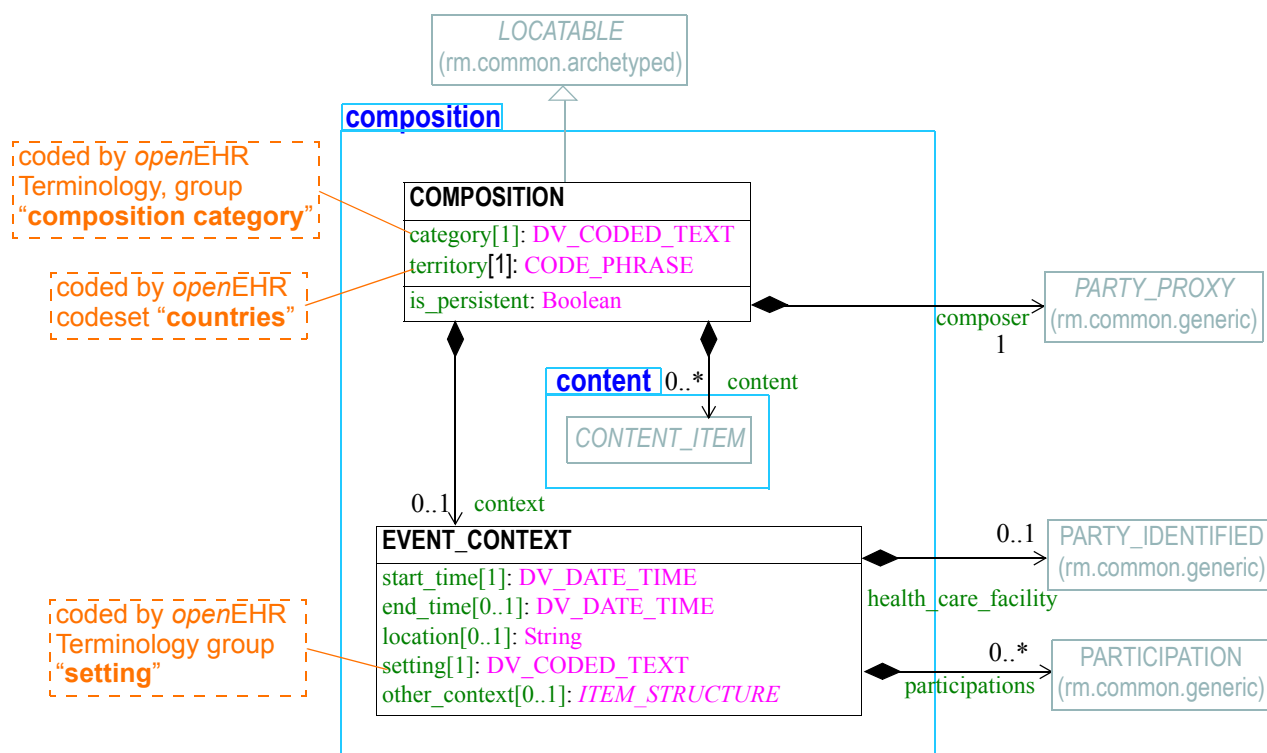 LOCATABLE
(rm.common.archetyped)
composition
coded by openEHR
Terminology, group
“composition category”
COMPOSITION
category[1]: DV_CODED_TEXT
territory[1]: CODE_PHRASE
is_persistent: Boolean
coded by openEHR
codeset “countries”
PARTY_PROXY
(rm.common.generic)
composer
1
content
0..*
content
CONTENT_ITEM
0..1
context
EVENT_CONTEXT
start_time[1]: DV_DATE_TIME
end_time[0..1]: DV_DATE_TIME
location[0..1]: String
setting[1]: DV_CODED_TEXT
other_context[0..1]: ITEM_STRUCTURE
coded by openEHR
Terminology group
“setting”
0..1
health_care_facility
PARTY_IDENTIFIED
(rm.common.generic)
0..*
participations
PARTICIPATION
(rm.common.generic)